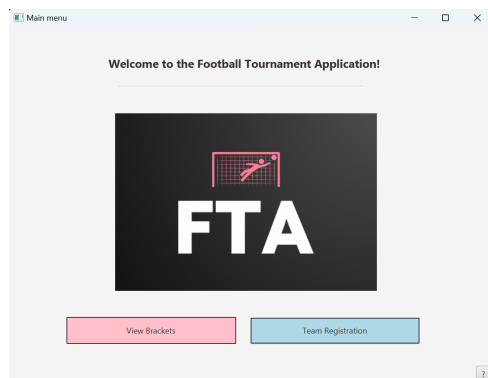 Main menu
Welcome to the Football Tournament Application!
FTA
View Brackets
Team Registration
?